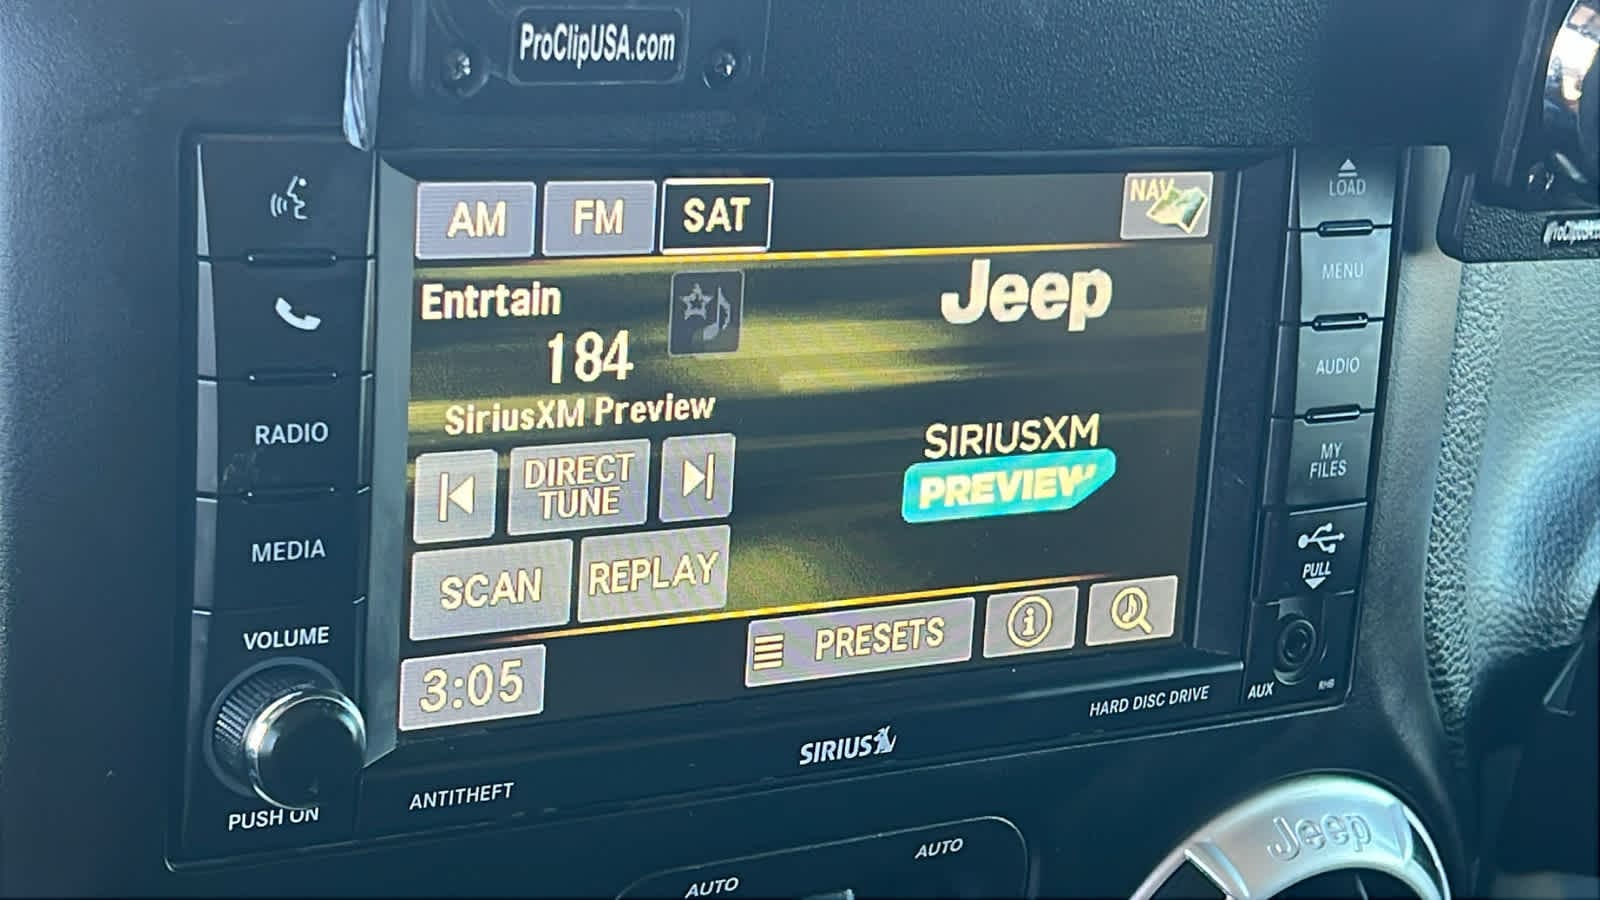 ProClipUSA.com
LOAD
AM
FM
SAT
NAV
MENU
Entrtain
Jeep
184
AUDIO
SiriusXM Preview
SIRIUSXM
PREVIEW
RADIO
DIRECT
TUNE
MY
FILES
MEDIA
SCAN
REPLAY
PULL
VOLUME
3:05
PRESETS
i
AUX
RHB
HARD DISC DRIVE
SIRIUS
ANTITHEFT
PUSH ON
Jeep
AUTO
AUTO